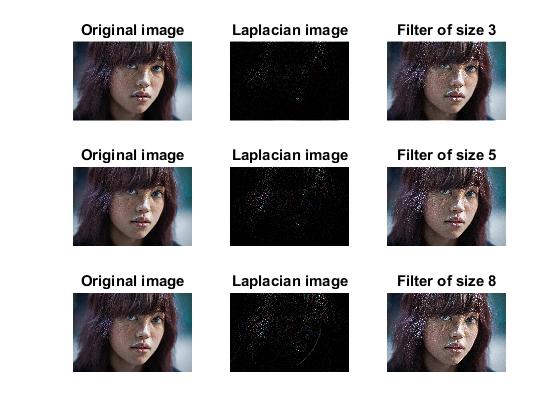 Original image Laplacian image Filter of size 3
Original image Laplacian image Filter of size 5
Original image Laplacian image Filter of size 8